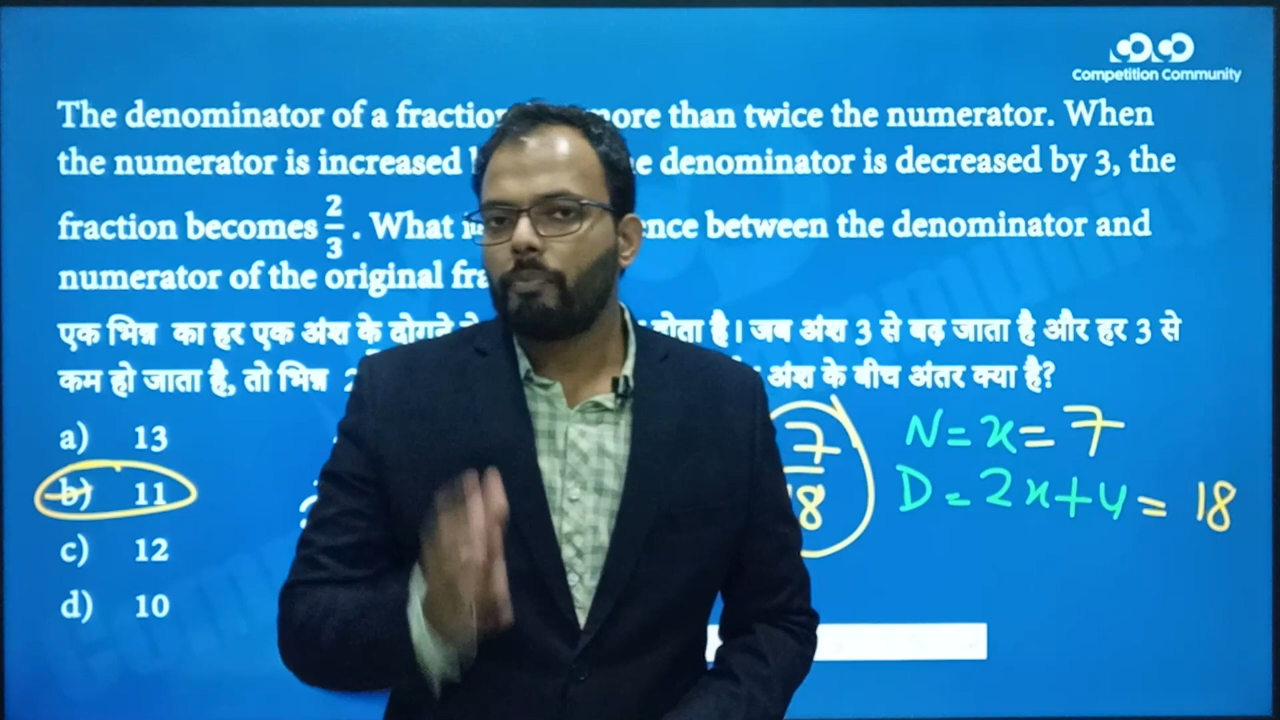 Competition Community
The denominator of a fraction more than twice the numerator. When
the numerator is increased denominator is decreased by 3, the
fraction becomes 2/3. What between the denominator and
numerator of the original
एक भिन्न का हर एक अंश के होता है। जब अंश 3 से बढ़ जाता है और हर 3 से
कम हो जाता है, तो भिन्न अंश के बीच अंतर क्या है?
a) 13
b) 11
c) 12
d) 10
7
8
N = x = 7
D = 2x+4 = 18